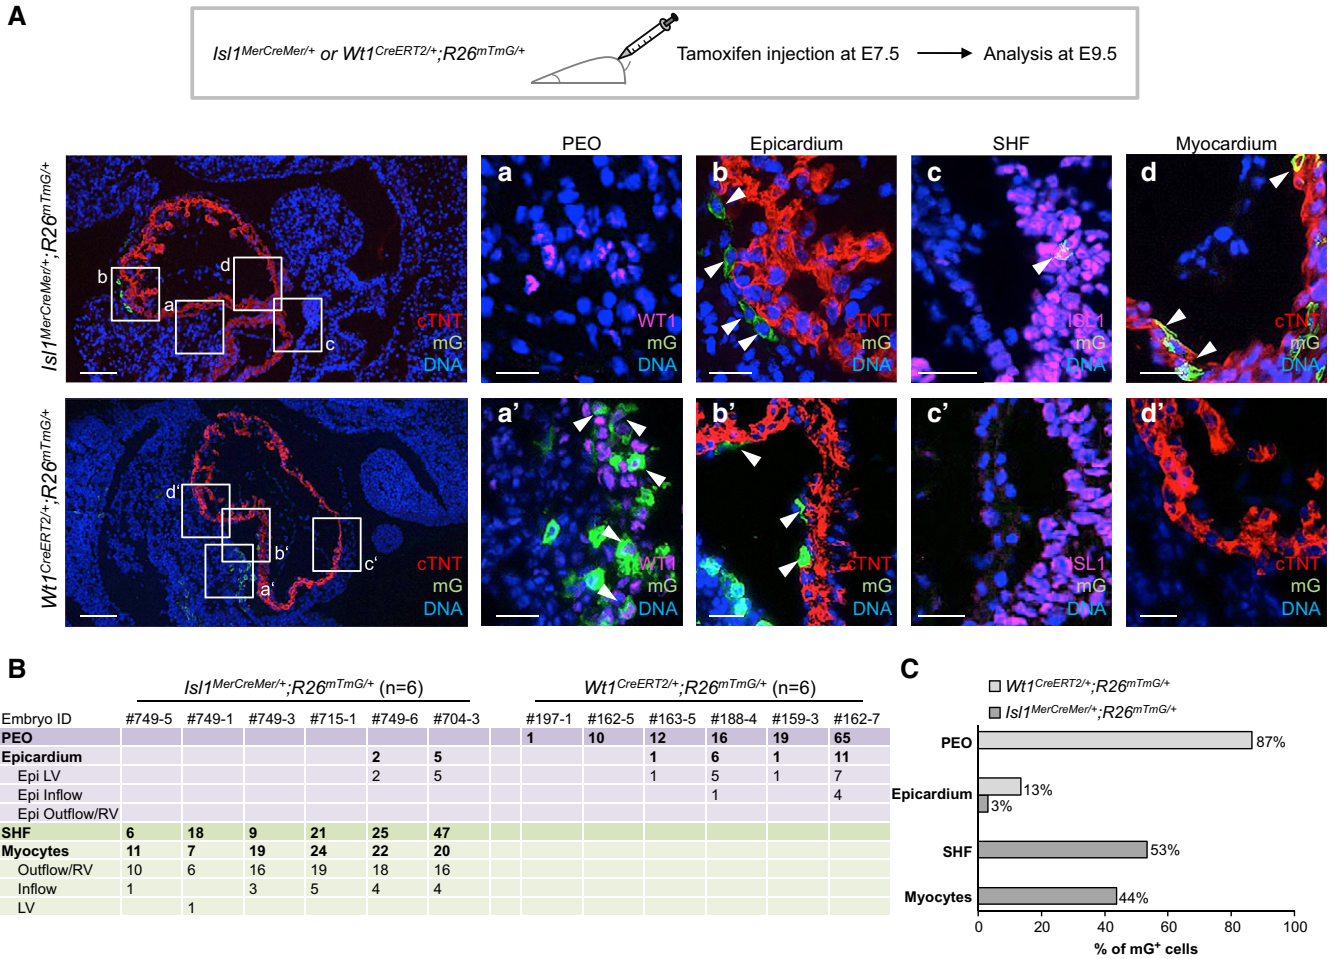 A
Isl1MerCreMer/+ or Wt1CreERT2/+;R26mTmG/+
Tamoxifen injection at E7.5
Analysis at E9.5
PEO
Epicardium
SHF
Myocardium
Isl1MerCreMer/+;R26mTmG/+
b
a
d
c
cTNT
mG
DNA
a
WT1
mG
DNA
b
cTNT
mG
DNA
c
ISL1
mG
DNA
d
cTNT
mG
DNA
Wt1CreERT2/+;R26mTmG/+
d'
b'
a'
c'
cTNT
mG
DNA
a'
WT1
mG
DNA
b'
cTNT
mG
DNA
c'
ISL1
mG
DNA
d'
cTNT
mG
DNA
B
Isl1MerCreMer/+;R26mTmG/+ (n=6) Wt1CreERT2/+;R26mTmG/+ (n=6)
Embryo ID #749-5 #749-1 #749-3 #715-1 #749-6 #704-3 #197-1 #162-5 #163-5 #188-4 #159-3 #162-7
PEO 1 10 12 16 19 65
Epicardium 2 5 1 6 1 11
Epi LV 2 5 1 5 1 7
Epi Inflow 1 4
Epi Outflow/RV
SHF 6 18 9 21 25 47
Myocytes 11 7 19 24 22 20
Outflow/RV 10 6 16 19 18 16
Inflow 1 3 5 4 4
LV 1
C
Wt1CreERT2/+;R26mTmG/+
Isl1MerCreMer/+;R26mTmG/+
PEO 87%
Epicardium 13%
3%
SHF 53%
Myocytes 44%
0 20 40 60 80 100
% of mG+ cells